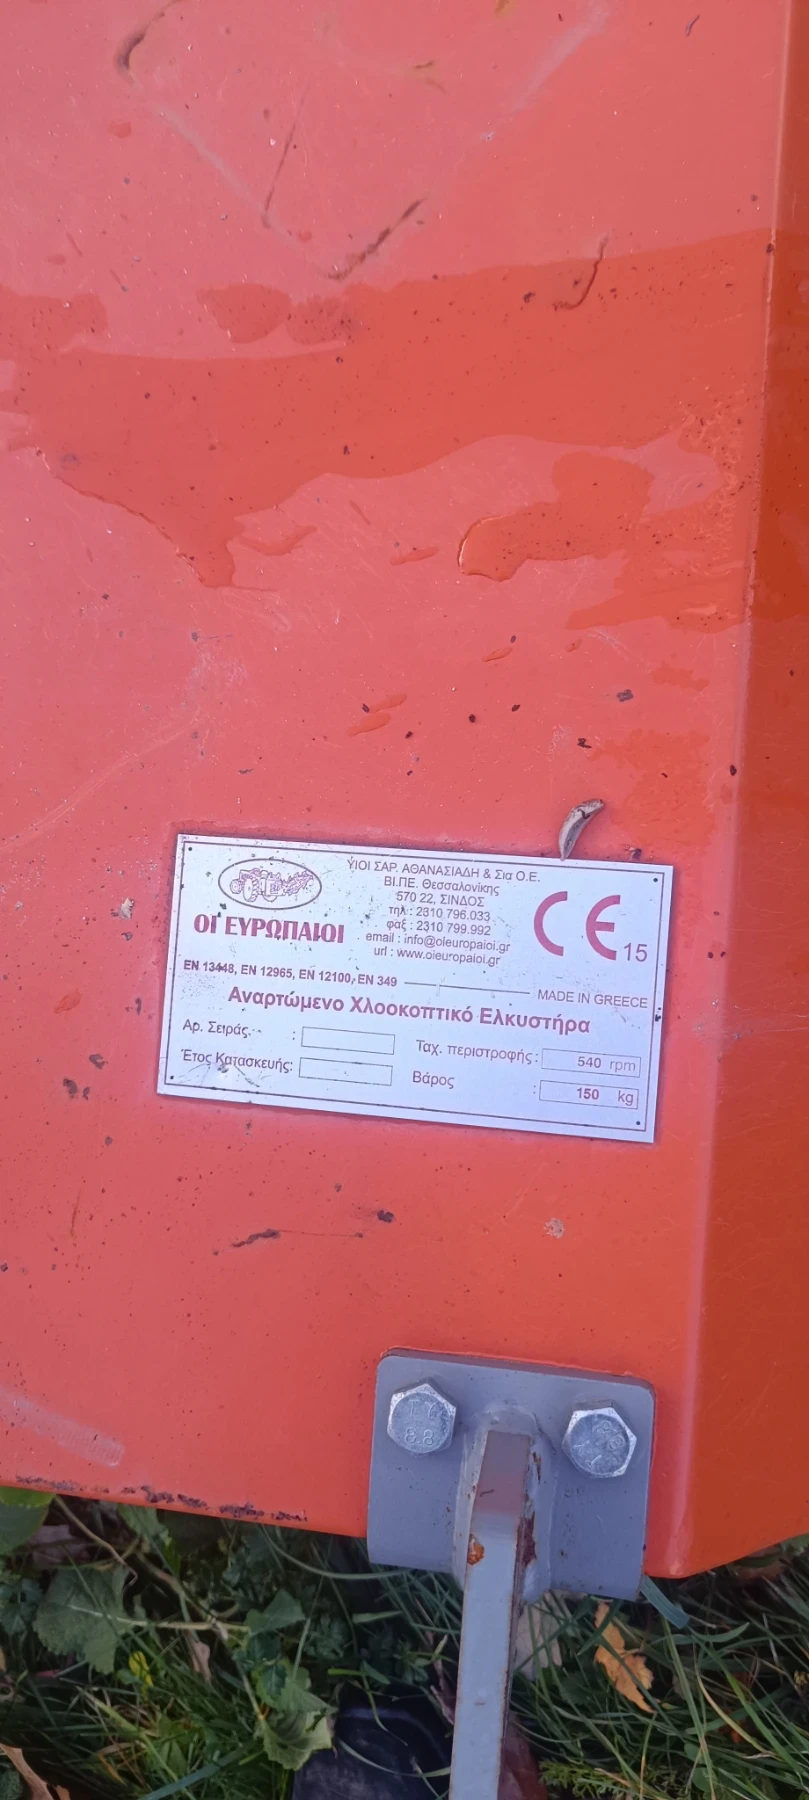 ΥΙΟΙ ΣΑΡ. ΑΘΑΝΑΣΙΑΔΗ & Σια Ο.Ε.
ΒΙ.ΠΕ. Θεσσαλονίκης
570 22, ΣΙΝΔΟΣ
τηλ : 2310 796.033
φαξ : 2310 799.992
email : info@oieuropaioi.gr
url : www.oieuropaioi.gr
ΟΙ ΕΥΡΩΠΑΙΟΙ
CE 15
EN 13448, EN 12965, EN 12100, EN 349
MADE IN GREECE
Αναρτώμενο Χλοοκοπτικό Ελκυστήρα
Αρ. Σειράς :
Ταχ. περιστροφής : 540 rpm
Έτος Κατασκευής:
Βάρος : 150 kg
TY
8.8